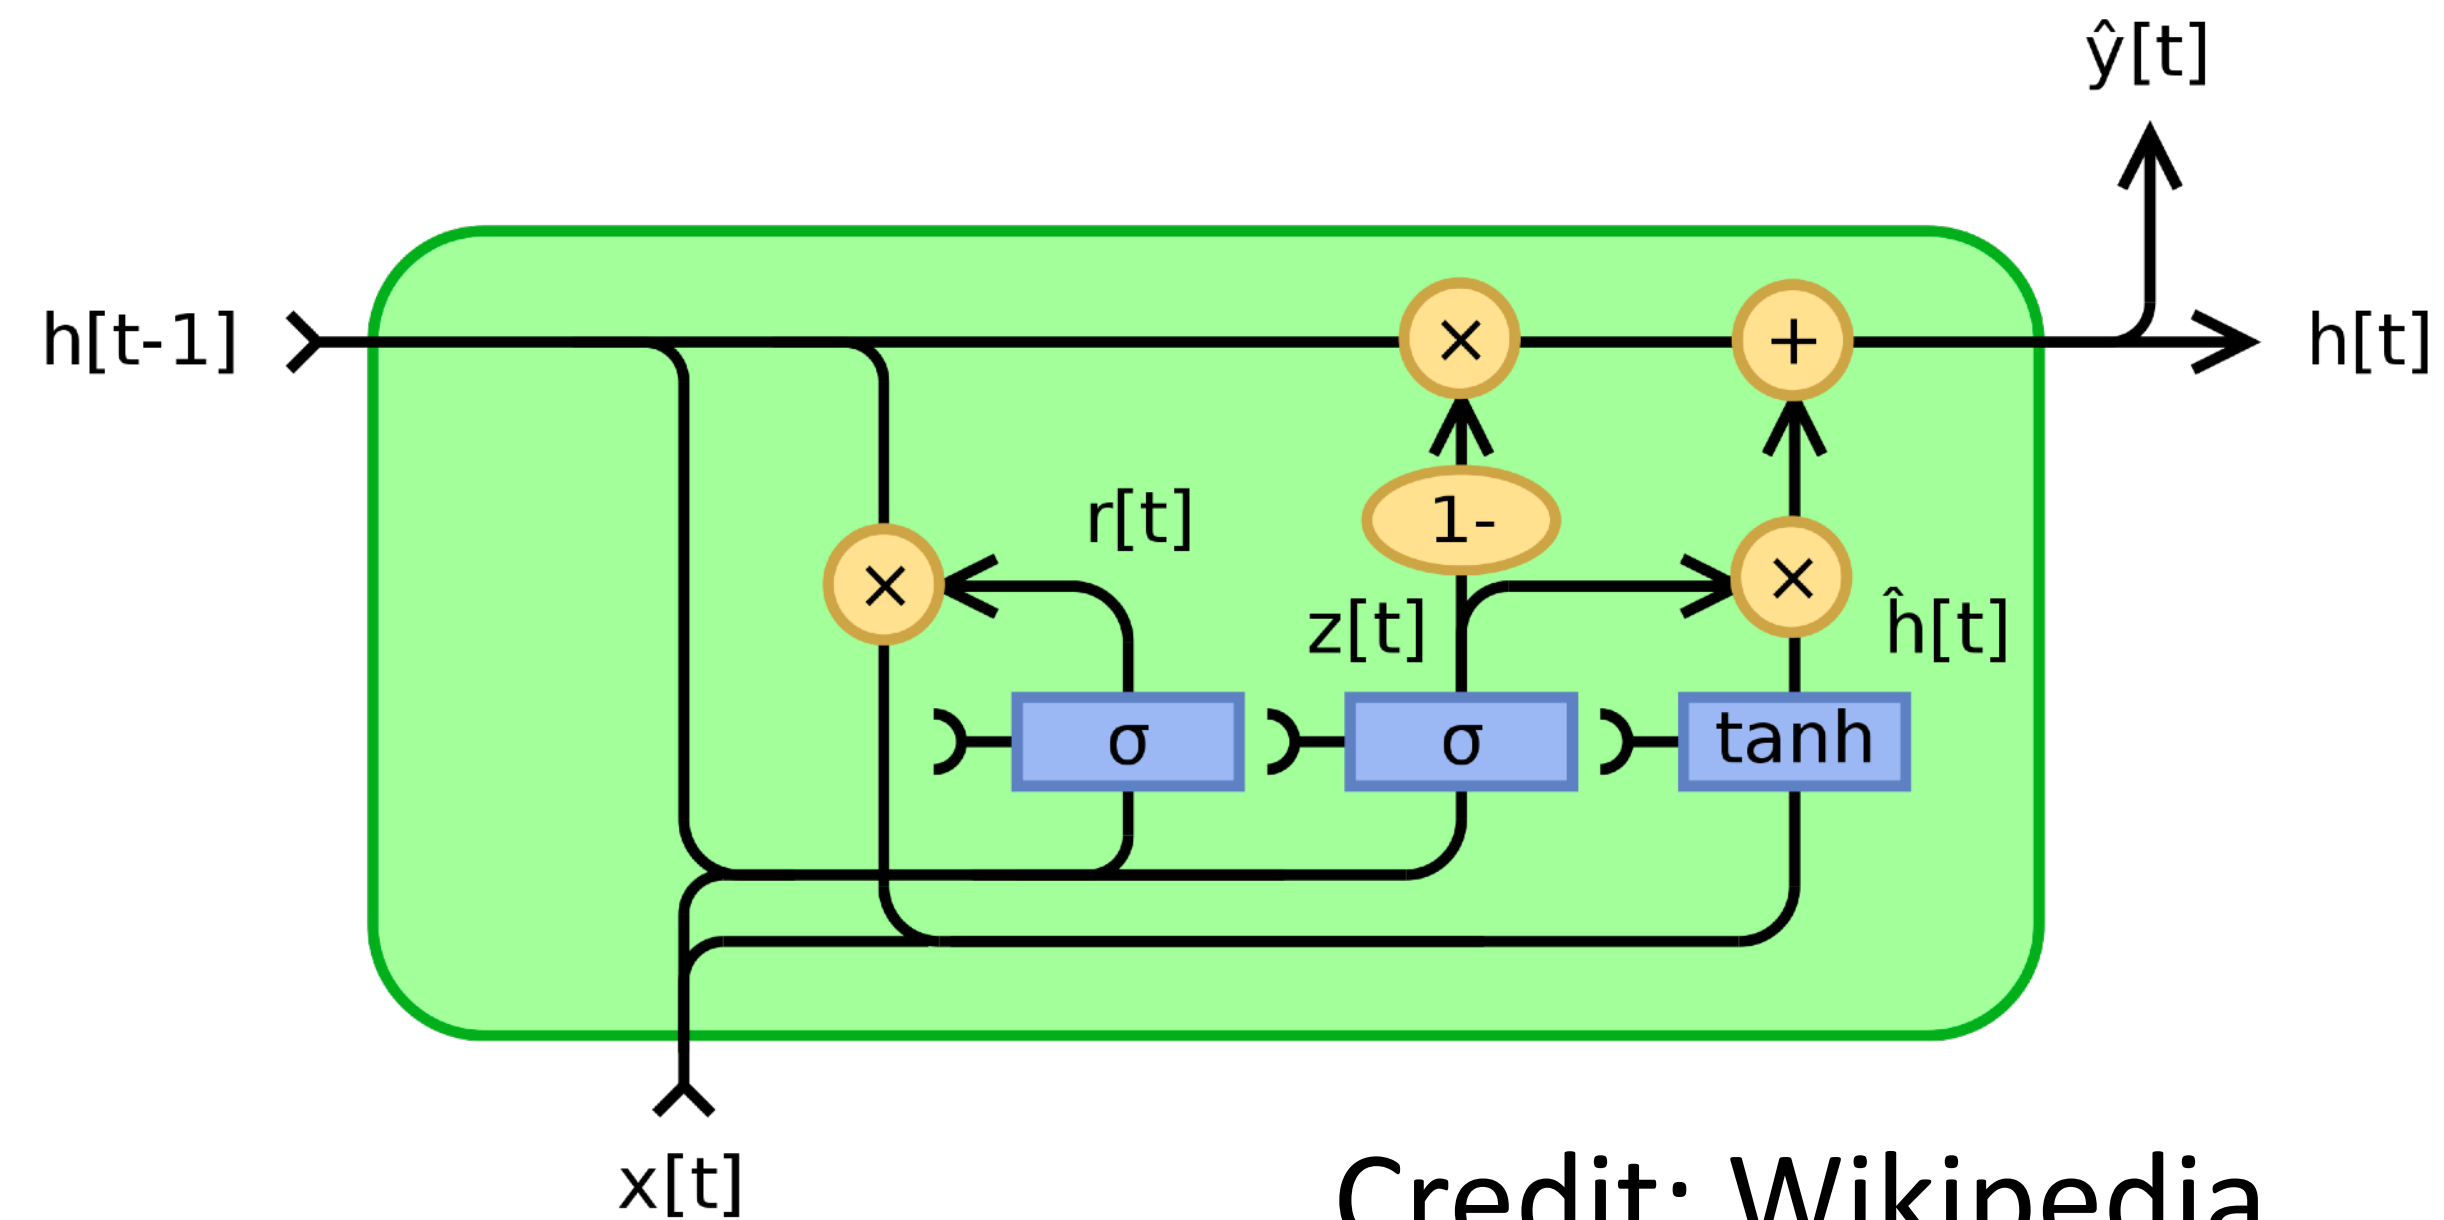 ŷ[t]
h[t-1]
×
+
h[t]
r[t]
1-
×
×
z[t]
ĥ[t]
σ
σ
tanh
x[t]
Credit: Wikipedia